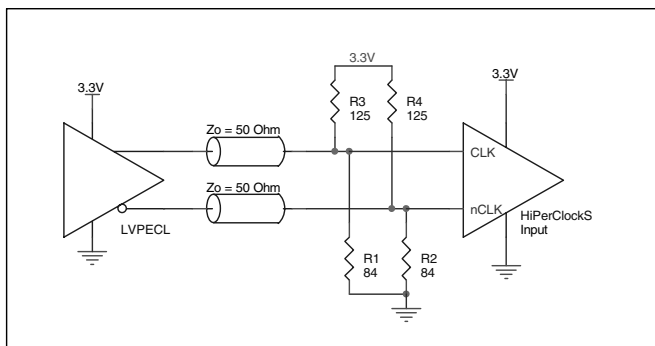 3.3V
3.3V
3.3V
R3
125
R4
125
Zo = 50 Ohm
CLK
Zo = 50 Ohm
nCLK
LVPECL
HiPerClockS
Input
R1
84
R2
84